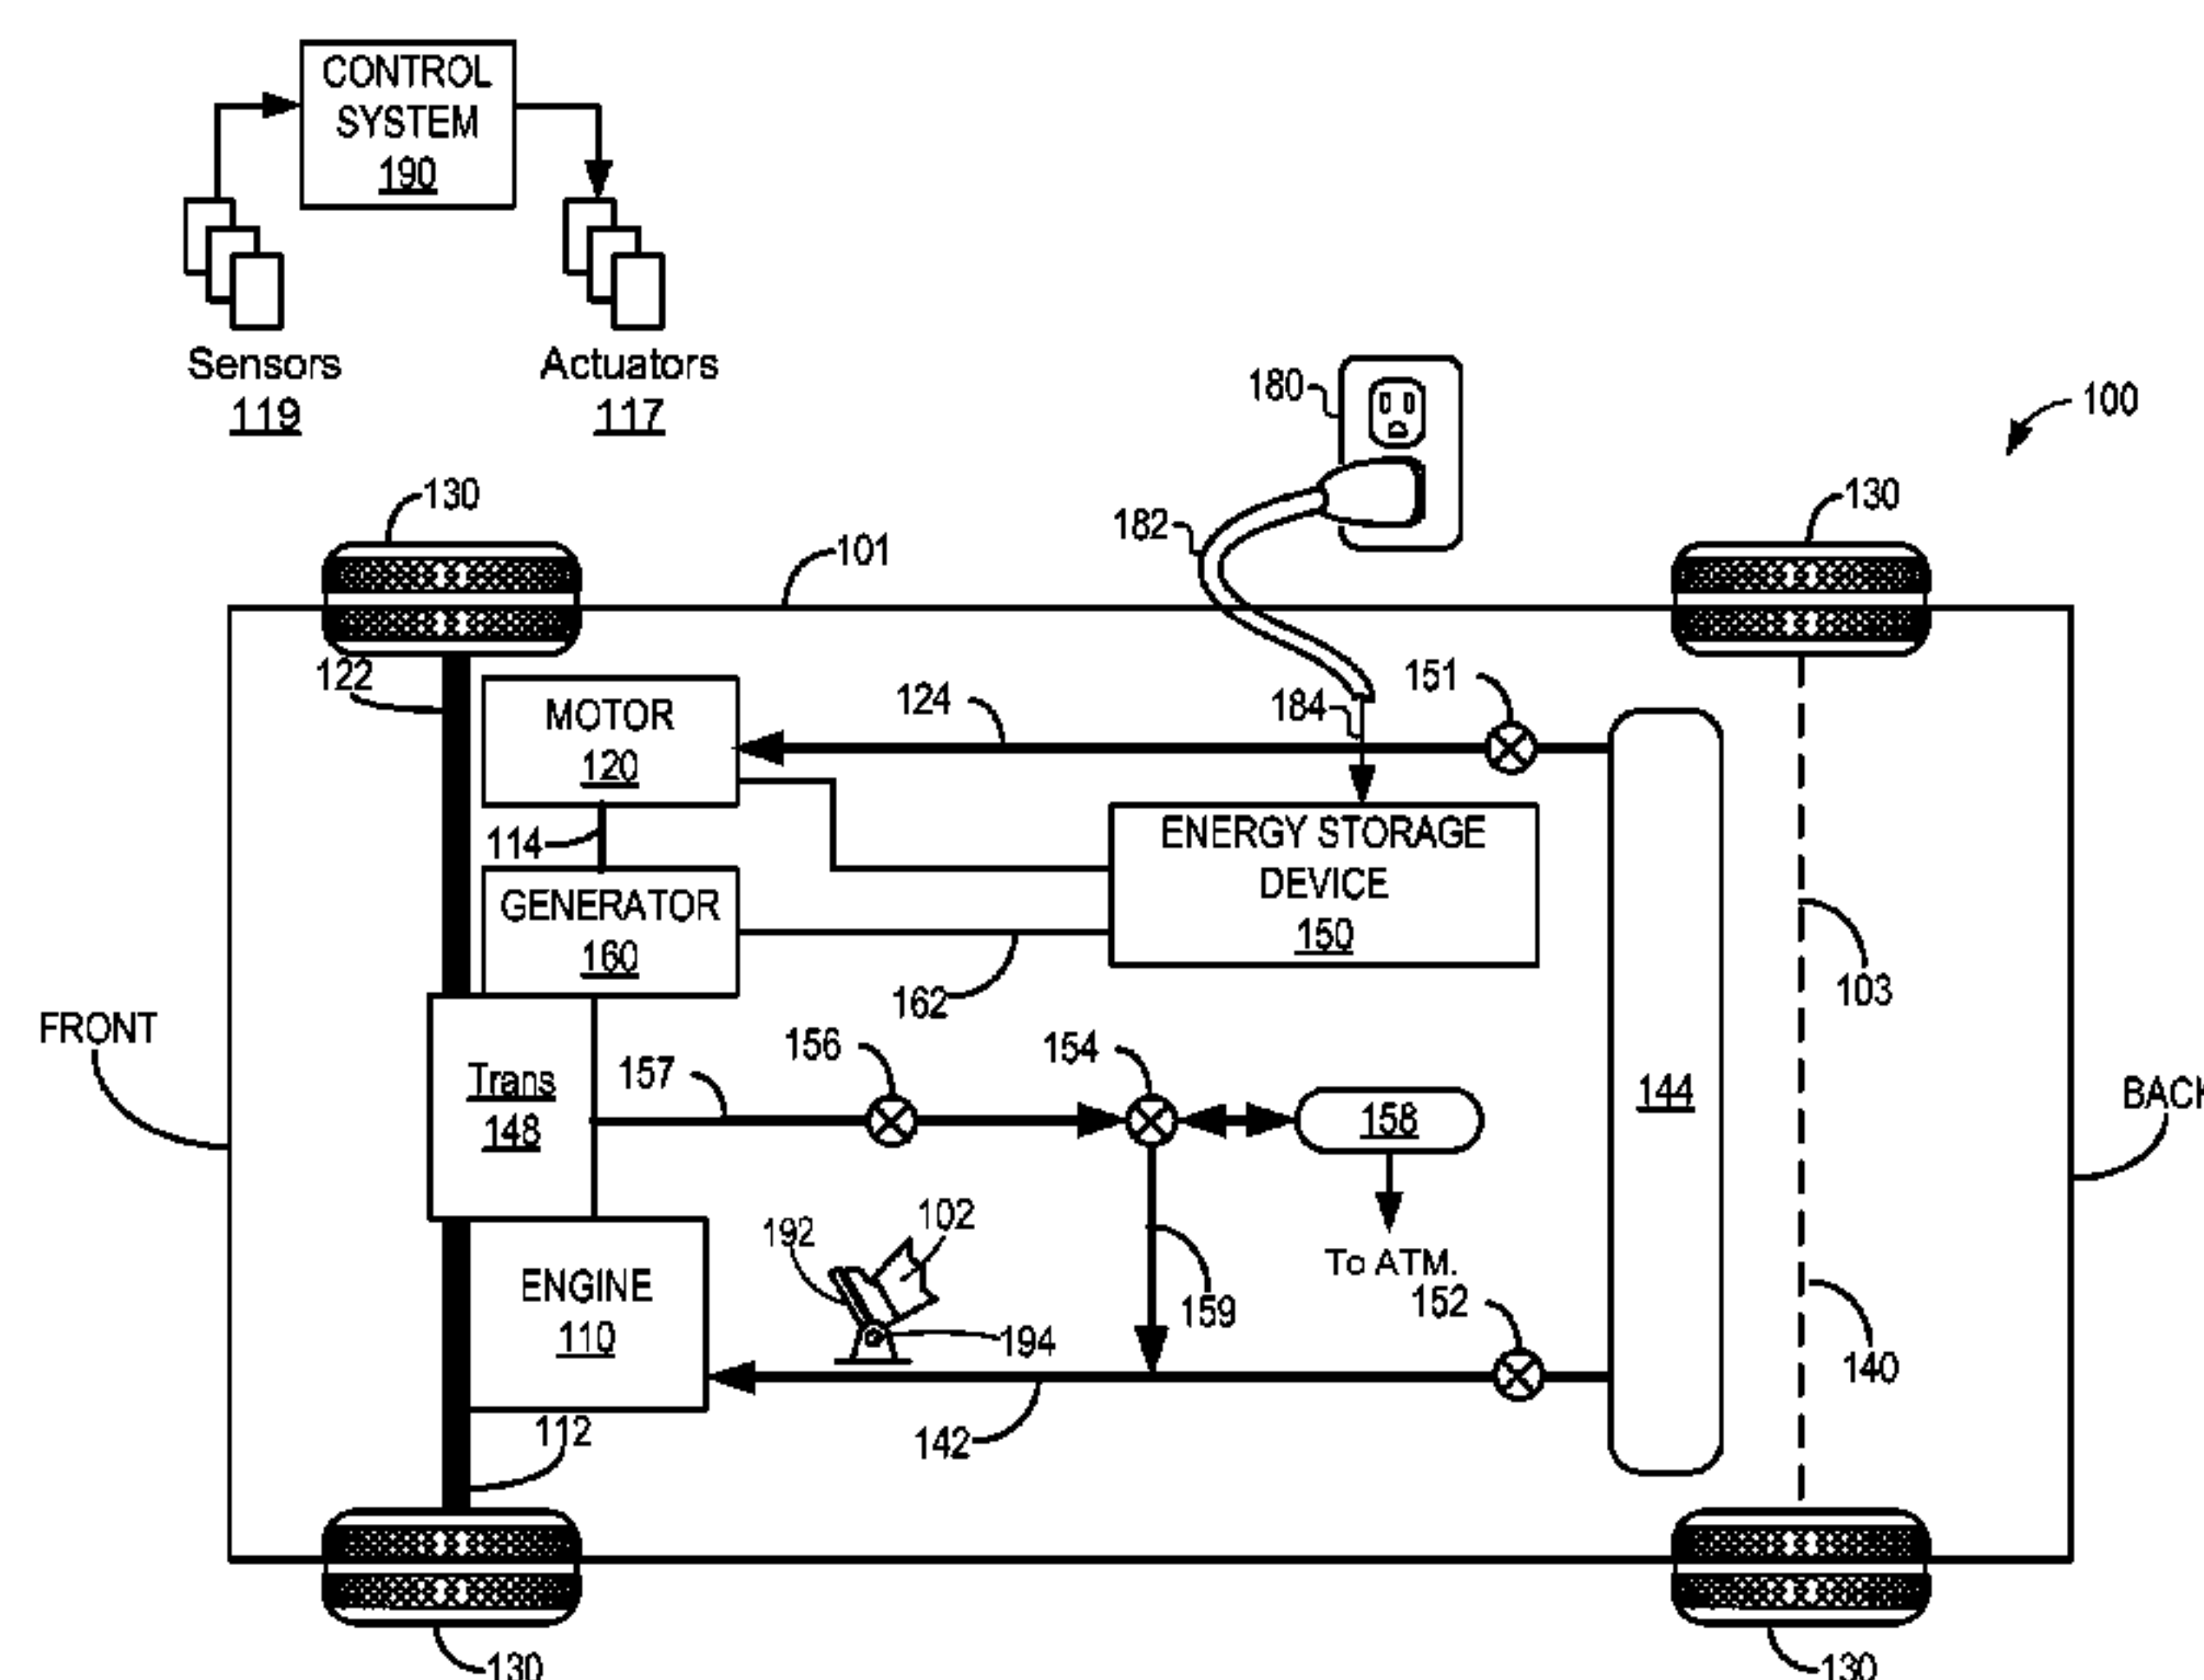 CONTROL
SYSTEM
190
Sensors
119
Actuators
117
180
100
130
182
130
101
122
124
184
151
MOTOR
120
114
ENERGY STORAGE
DEVICE
150
GENERATOR
160
162
103
FRONT
156
154
157
Trans
148
158
144
BACK
192
102
To ATM.
152
159
194
ENGINE
110
140
112
142
130
130